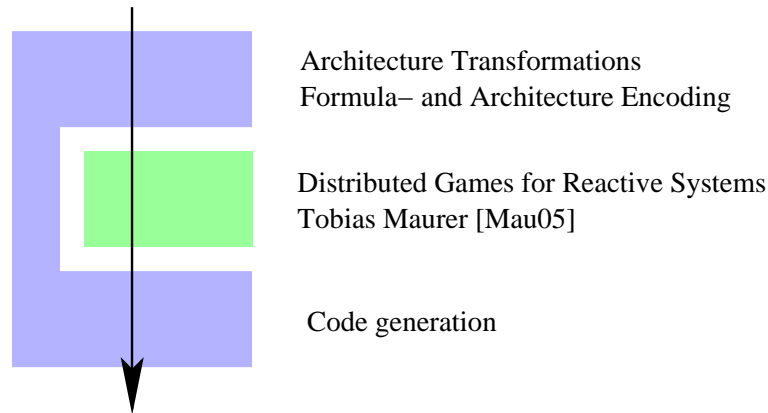 Architecture Transformations
Formula− and Architecture Encoding
Distributed Games for Reactive Systems
Tobias Maurer [Mau05]
Code generation